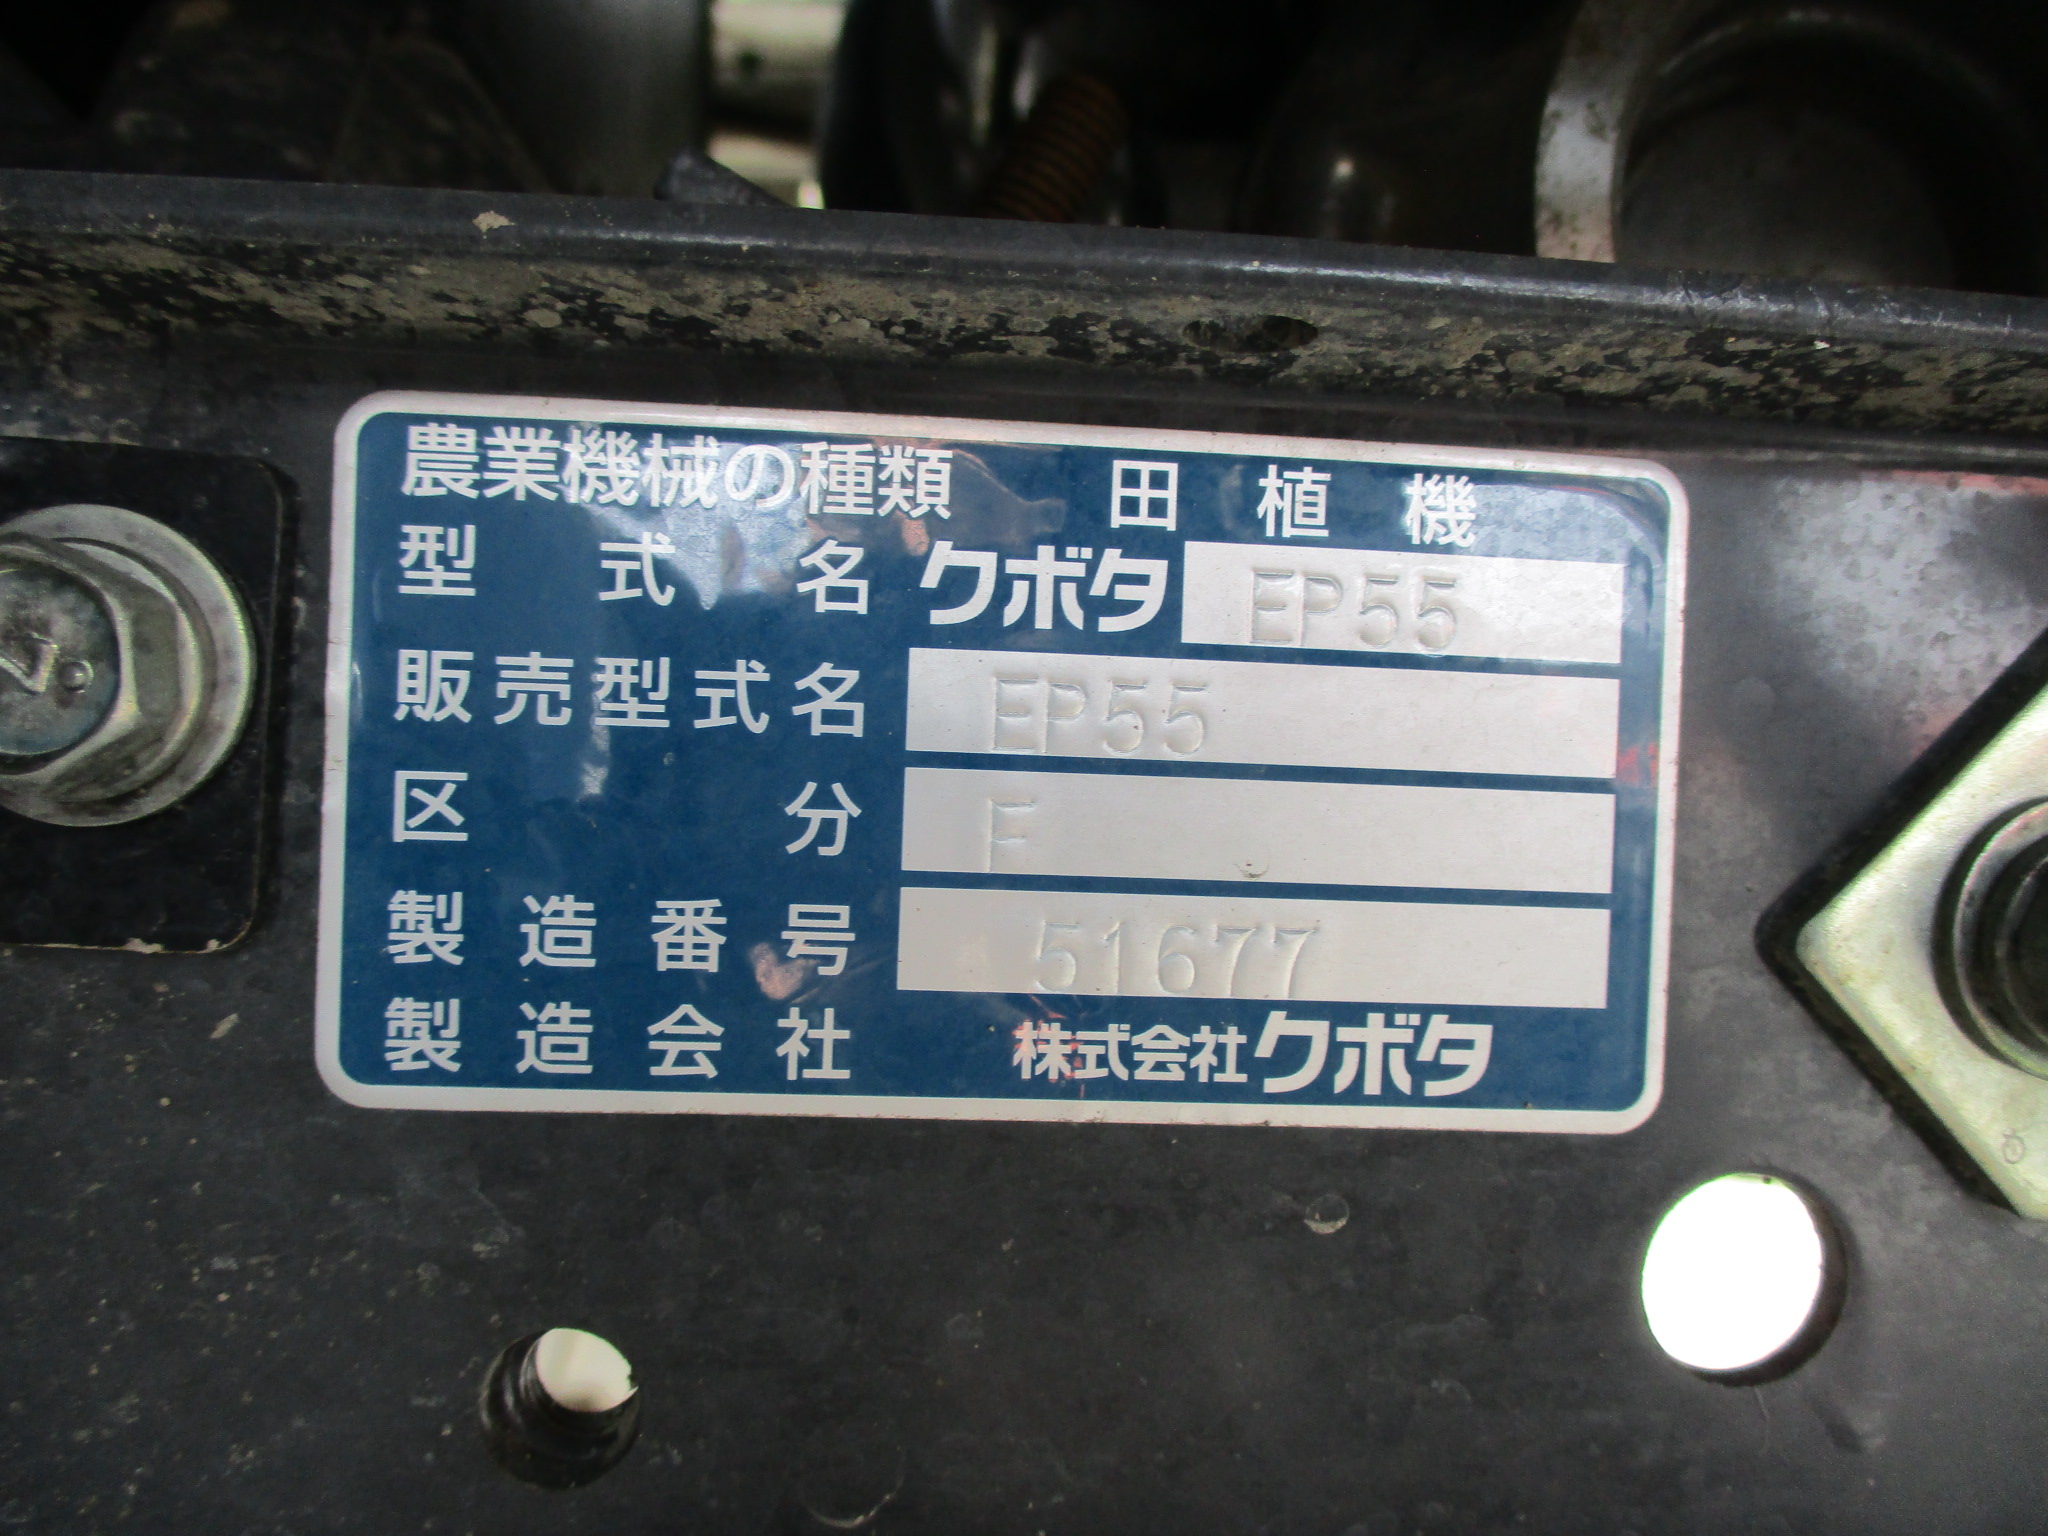 農業機械の種類 田植機
型式名 クボタ EP55
販売型式名 EP55
区分 F
製造番号 51677
製造会社 株式会社クボタ